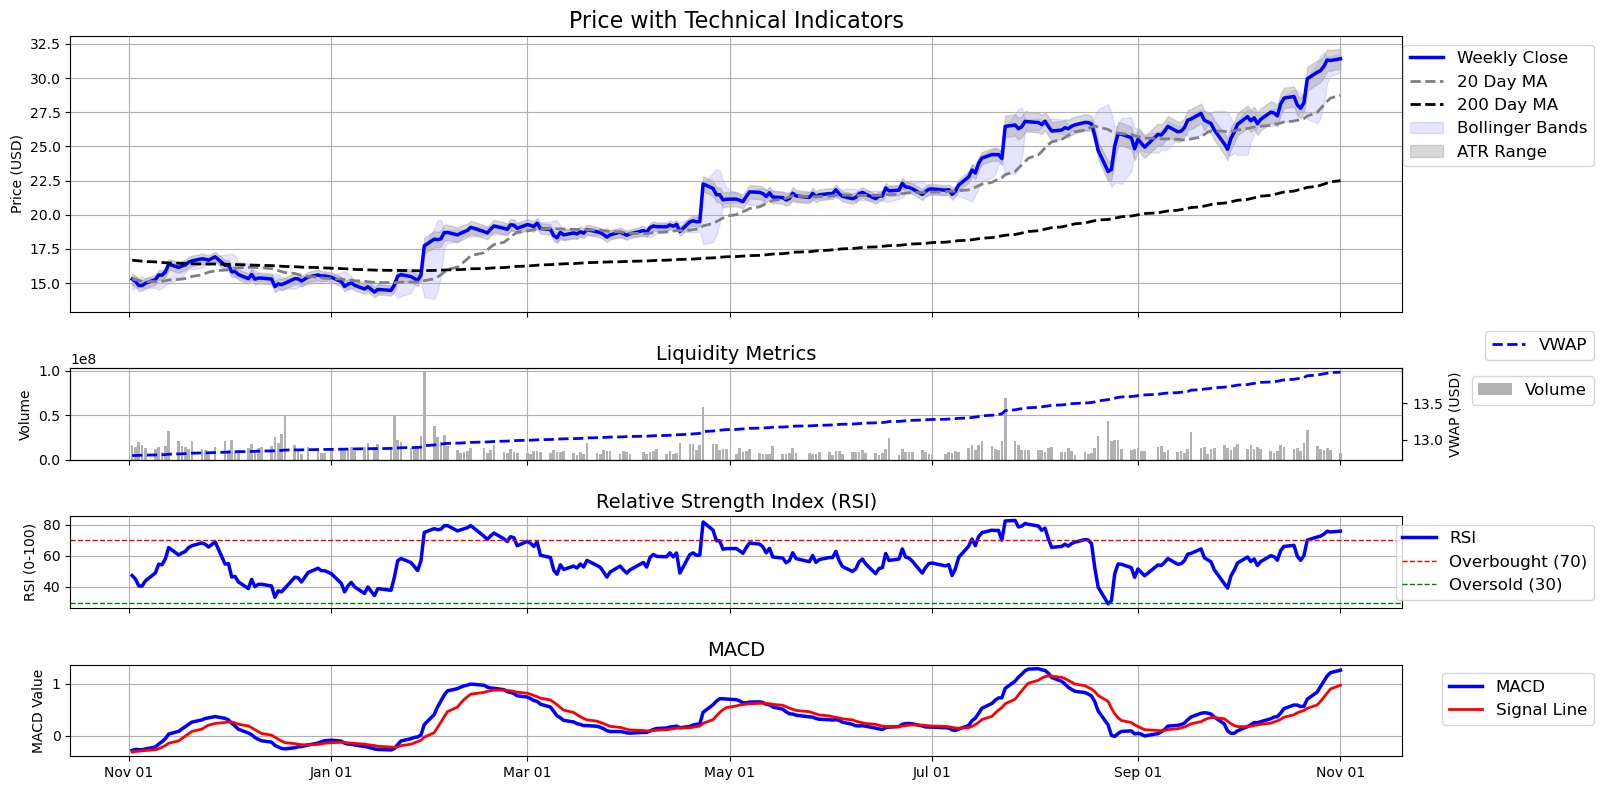 Price with Technical Indicators
Price (USD)
32.5
30.0
27.5
25.0
22.5
20.0
17.5
15.0
Weekly Close
20 Day MA
200 Day MA
Bollinger Bands
ATR Range
Liquidity Metrics
1e8
Volume
1.0
0.5
0.0
13.5
13.0
VWAP (USD)
VWAP
Volume
Relative Strength Index (RSI)
RSI (0-100)
80
60
40
RSI
Overbought (70)
Oversold (30)
MACD
MACD Value
1
0
MACD
Signal Line
Nov 01
Jan 01
Mar 01
May 01
Jul 01
Sep 01
Nov 01